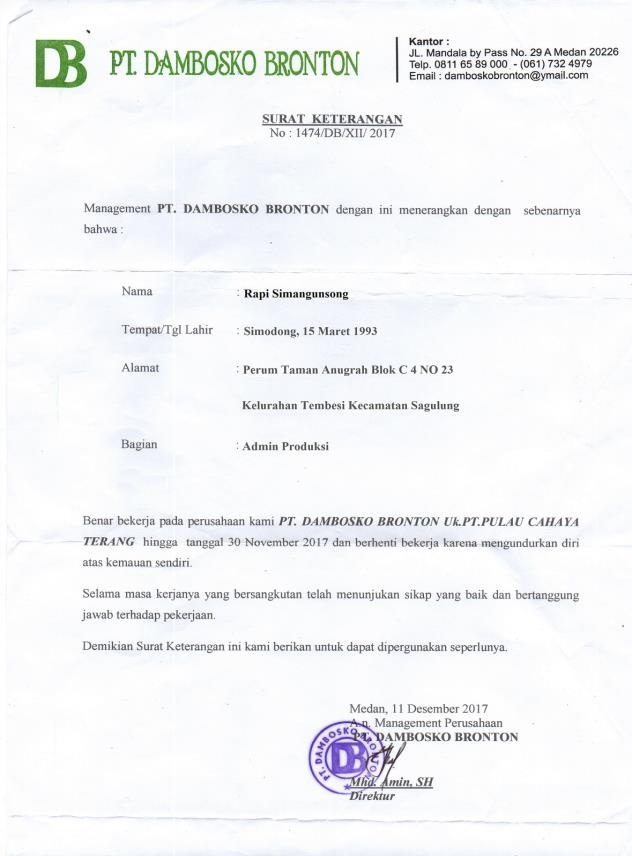 DB PT. DAMBOSKO BRONTON
Kantor :
JL. Mandala by Pass No. 29 A Medan 20226
Telp. 0811 65 89 000 - (061) 732 4979
Email : damboskobronton@ymail.com
SURAT KETERANGAN
No : 1474/DB/XII/ 2017
Management PT. DAMBOSKO BRONTON dengan ini menerangkan dengan sebenarnya
bahwa :
Nama : Rapi Simangunsong
Tempat/Tgl Lahir : Simodong, 15 Maret 1993
Alamat : Perum Taman Anugrah Blok C 4 NO 23
Kelurahan Tembesi Kecamatan Sagulung
Bagian : Admin Produksi
Benar bekerja pada perusahaan kami PT. DAMBOSKO BRONTON Uk.PT.PULAU CAHAYA
TERANG hingga tanggal 30 November 2017 dan berhenti bekerja karena mengundurkan diri
atas kemauan sendiri.
Selama masa kerjanya yang bersangkutan telah menunjukan sikap yang baik dan bertanggung
jawab terhadap pekerjaan.
Demikian Surat Keterangan ini kami berikan untuk dapat dipergunakan seperlunya.
Medan, 11 Desember 2017
A.n. Management Perusahaan
PT. DAMBOSKO BRONTON
PT. DAMBOSKO BRONTON
DB
Mhd. Amin, SH
Direktur